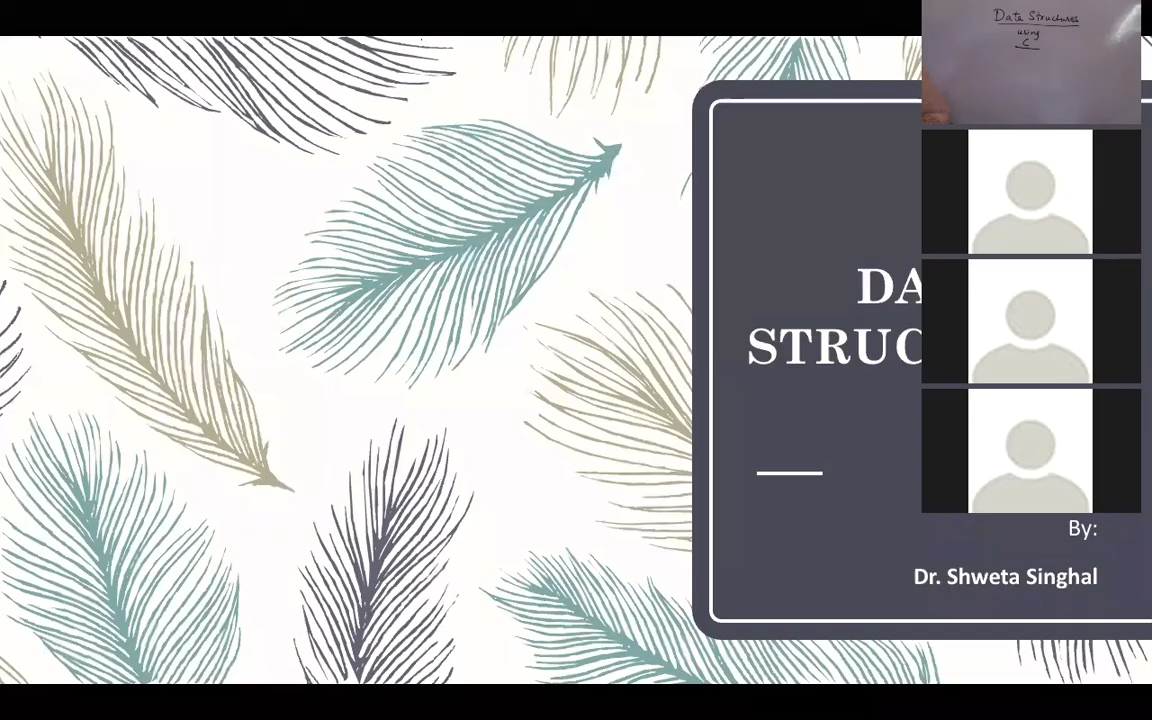 Data Structures
using
C
DA
STRUC
By:
Dr. Shweta Singhal